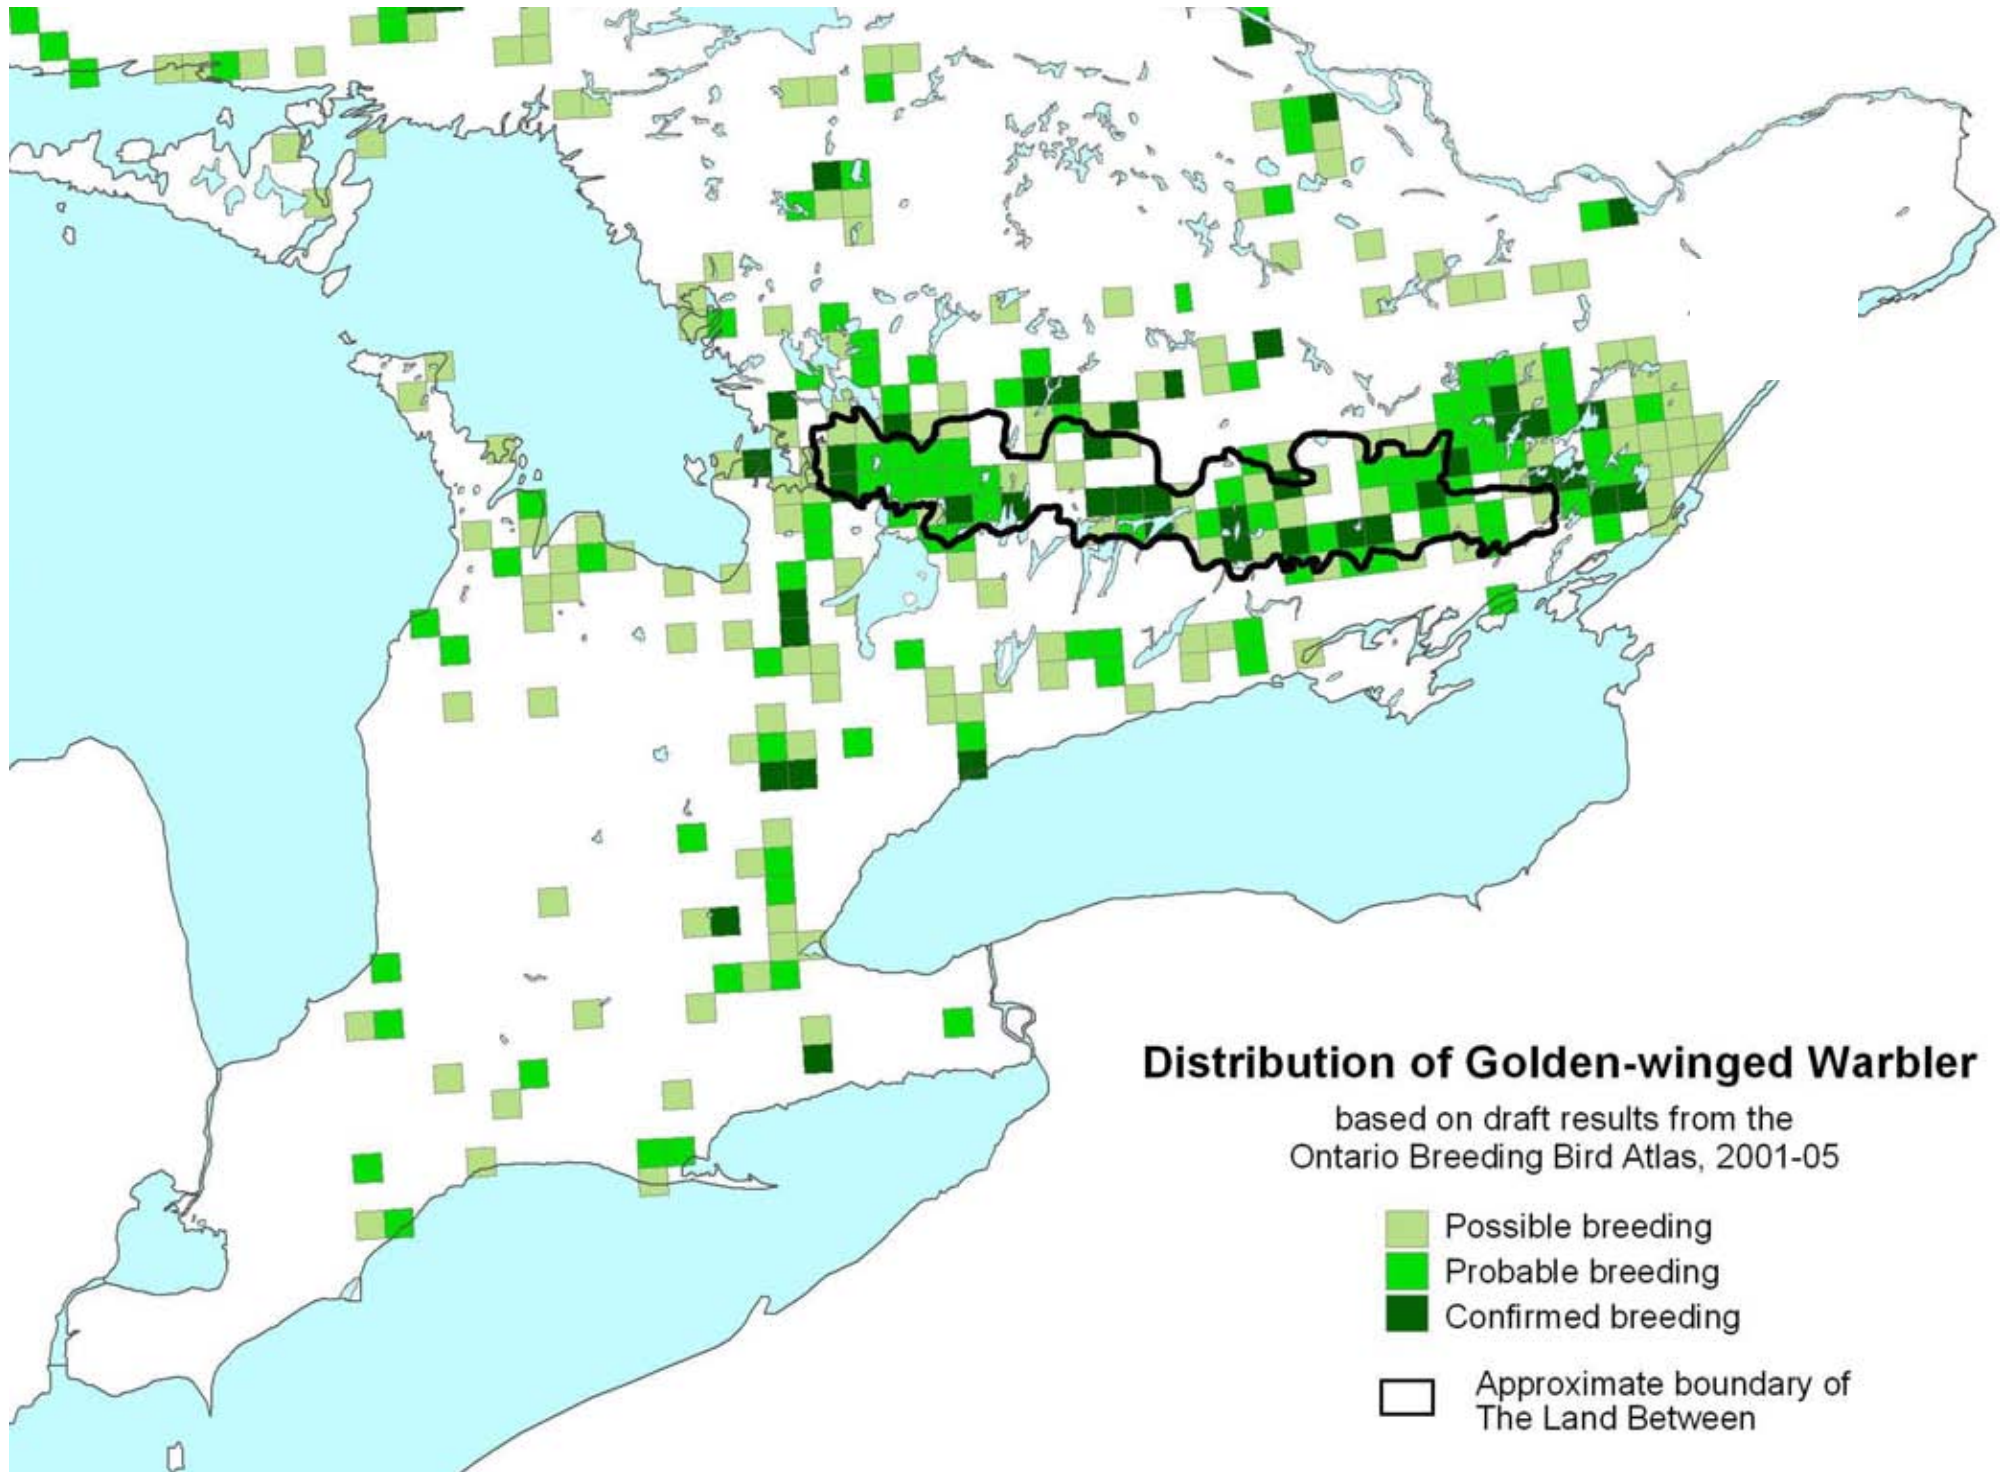 Distribution of Golden-winged Warbler
based on draft results from the
Ontario Breeding Bird Atlas, 2001-05
Possible breeding
Probable breeding
Confirmed breeding
Approximate boundary of
The Land Between